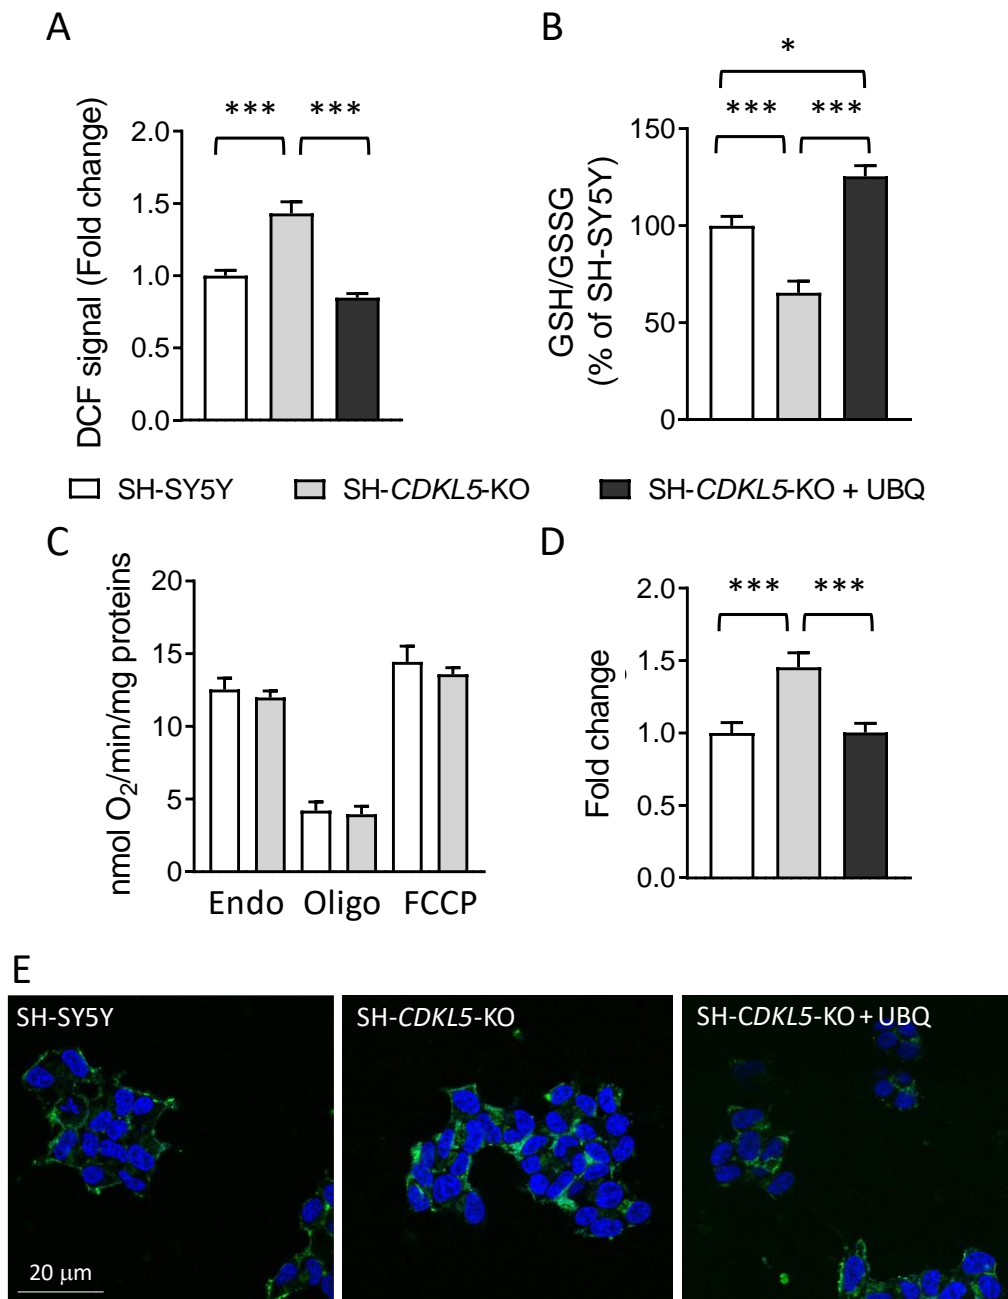 A
B
DCF signal (Fold change)
2.0
1.5
1.0
0.5
0.0
*** ***
GSH/GSSG
(% of SH-SY5Y)
150
100
50
0
*
*** ***
SH-SY5Y
SH-CDKL5-KO
SH-CDKL5-KO + UBQ
C
D
nmol O₂/min/mg proteins
20
15
10
5
0
Endo Oligo FCCP
Fold change
2.0
1.5
1.0
0.5
0.0
*** ***
E
SH-SY5Y
SH-CDKL5-KO
SH-CDKL5-KO + UBQ
20 µm